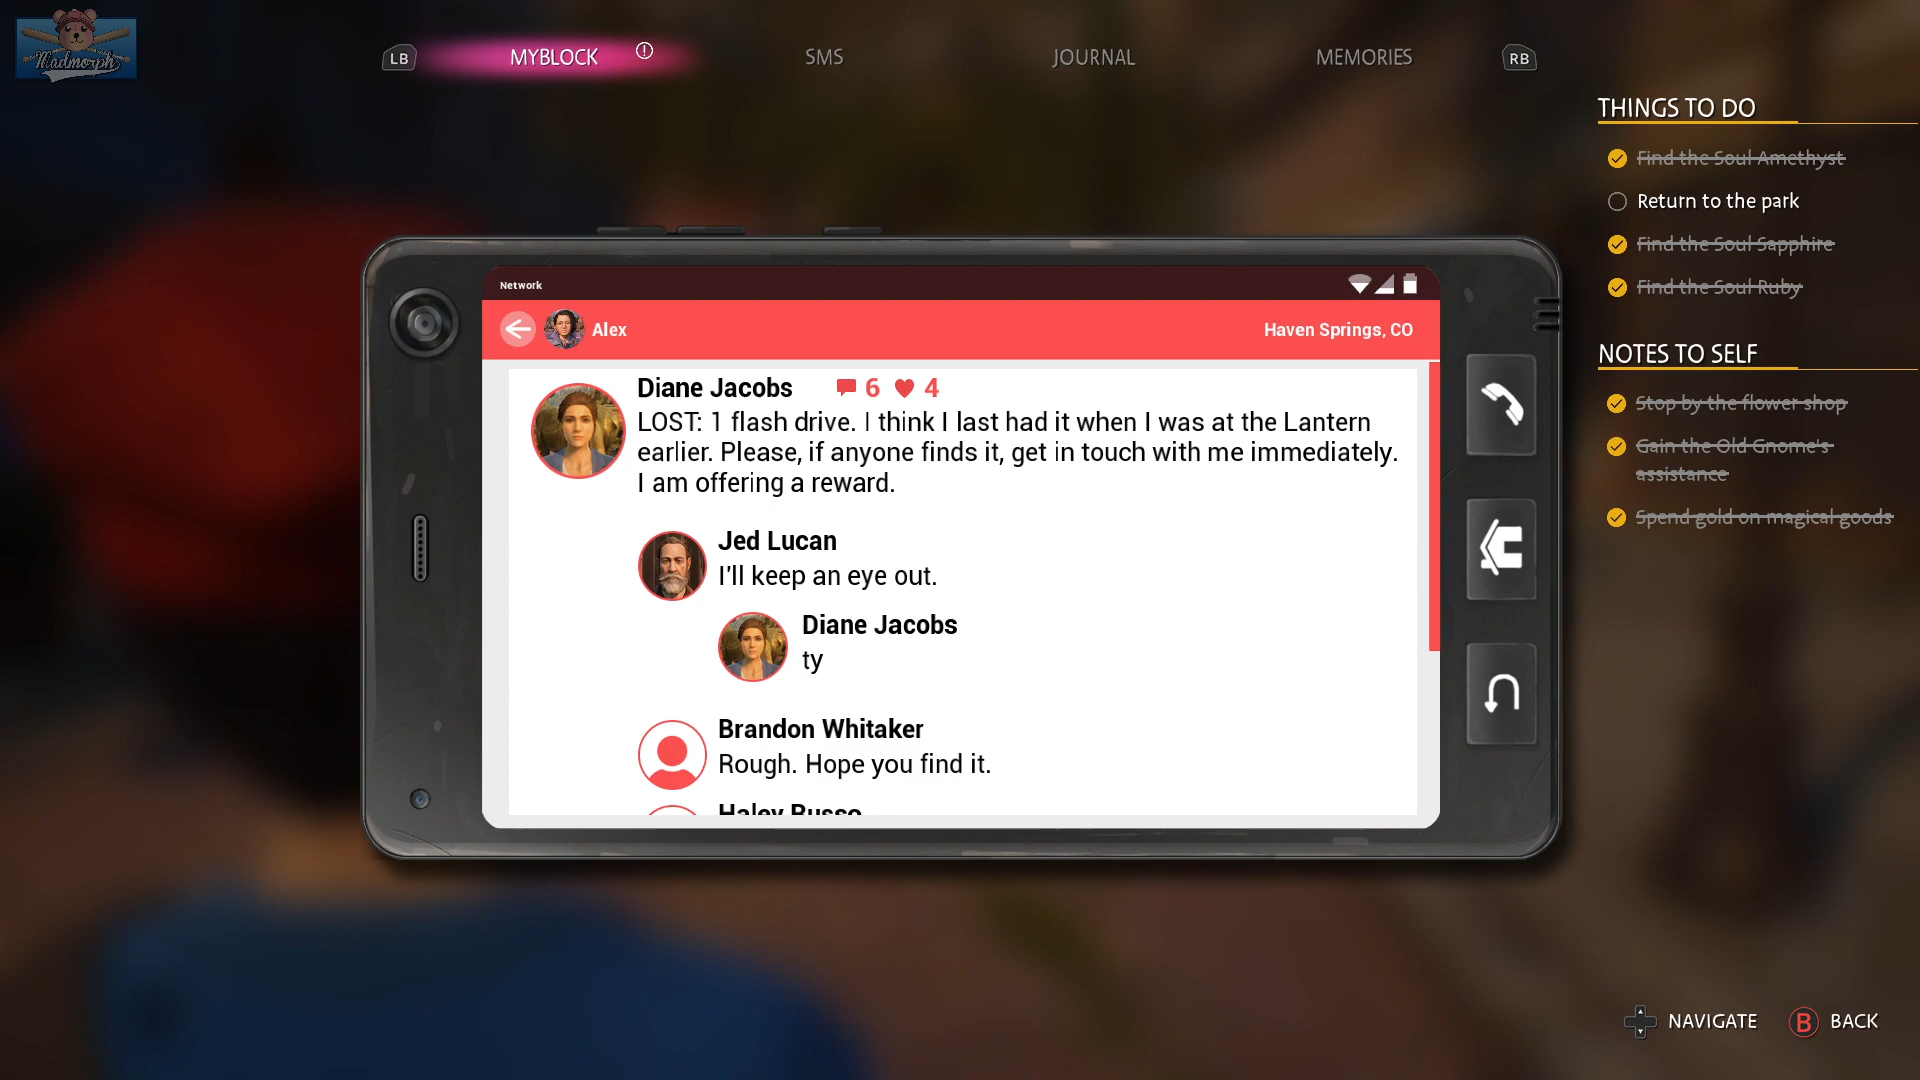 Madmorph
LB
MYBLOCK
SMS
JOURNAL
MEMORIES
RB
THINGS TO DO
Find the Soul Amethyst
Return to the park
Find the Soul Sapphire
Find the Soul Ruby
NOTES TO SELF
Stop by the flower shop
Gain the Old Gnome's
assistance
Spend gold on magical goods
Network
Alex
Haven Springs, CO
Diane Jacobs 6 4
LOST: 1 flash drive. I think I last had it when I was at the Lantern
earlier. Please, if anyone finds it, get in touch with me immediately.
I am offering a reward.
Jed Lucan
I'll keep an eye out.
Diane Jacobs
ty
Brandon Whitaker
Rough. Hope you find it.
Haley Russo
NAVIGATE
B BACK